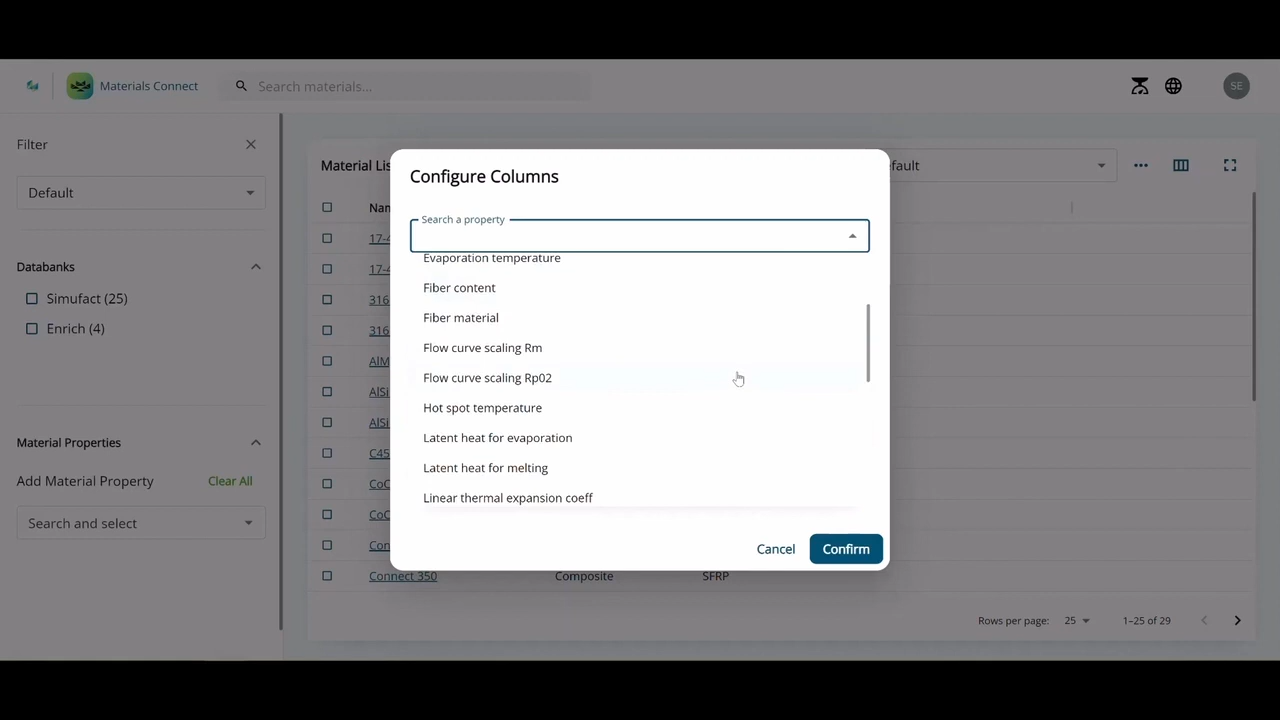 Materials Connect
Search materials...
SE
Filter
Default
Databanks
Simufact (25)
Enrich (4)
Material Properties
Add Material Property
Clear All
Search and select
Material Lis
fault
Nam
17-4
17-4
316
316
AlM
AlSi
AlSi
C45
CoC
CoC
Con
Connect 350
Composite
SFRP
Rows per page:
25
1–25 of 29
Configure Columns
Search a property
Evaporation temperature
Fiber content
Fiber material
Flow curve scaling Rm
Flow curve scaling Rp02
Hot spot temperature
Latent heat for evaporation
Latent heat for melting
Linear thermal expansion coeff
Cancel
Confirm